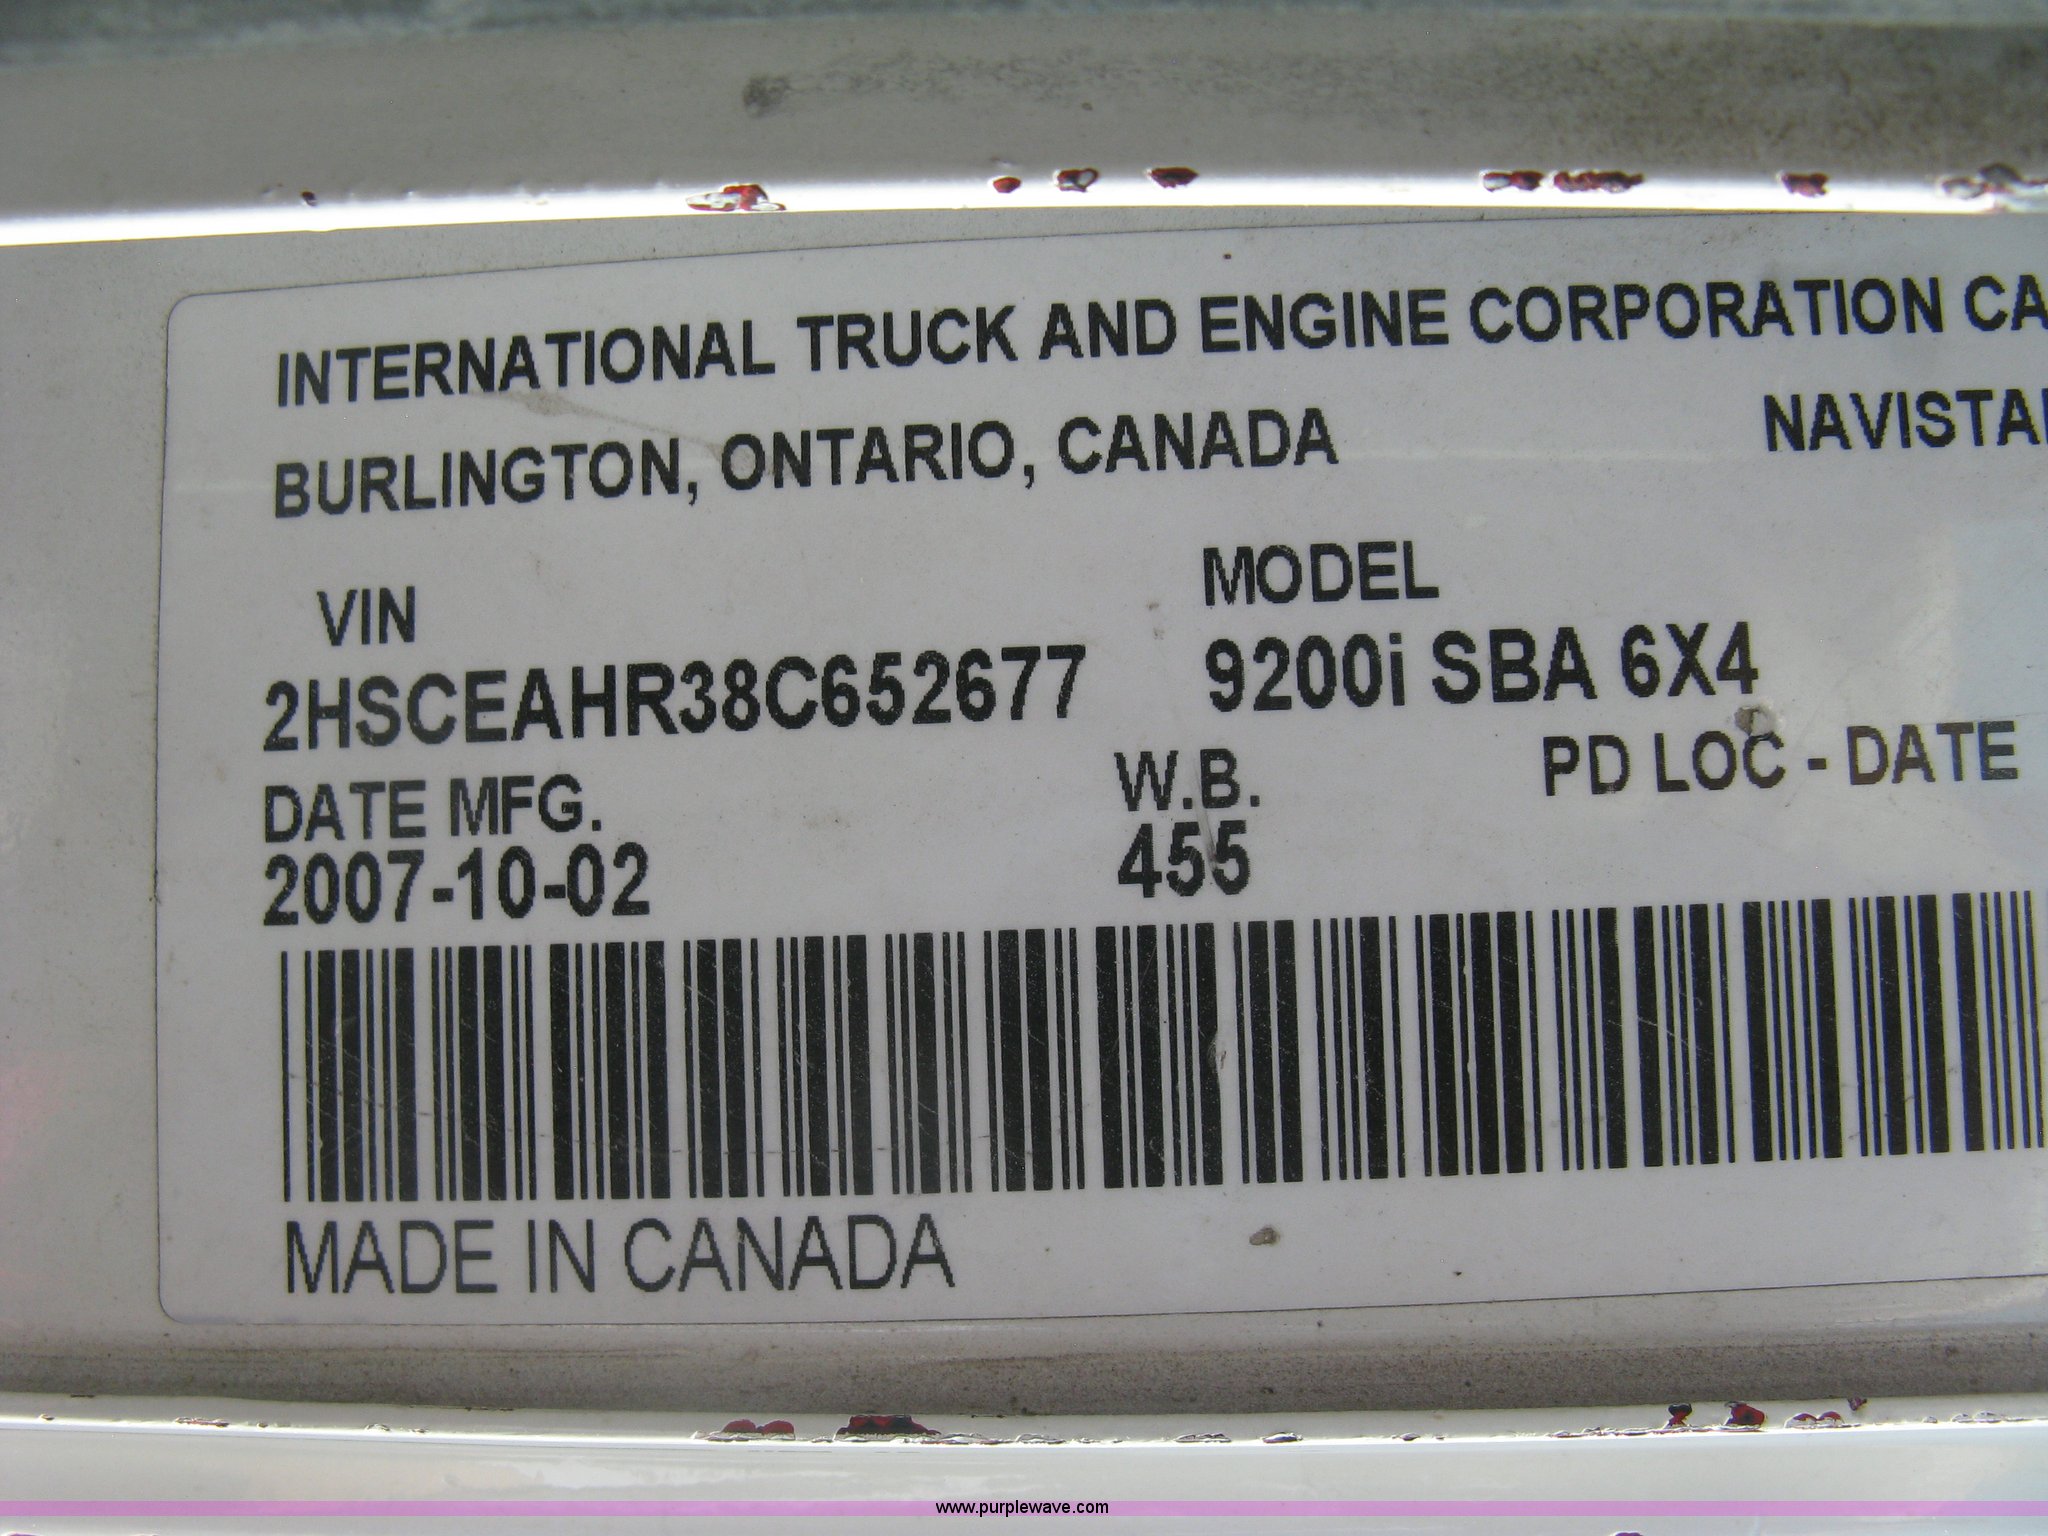 INTERNATIONAL TRUCK AND ENGINE CORPORATION CA
BURLINGTON, ONTARIO, CANADA NAVISTA
VIN MODEL
2HSCEAHR38C652677 9200i SBA 6X4
DATE MFG. W.B. PD LOC - DATE
2007-10-02 455
MADE IN CANADA
www.purplewave.com